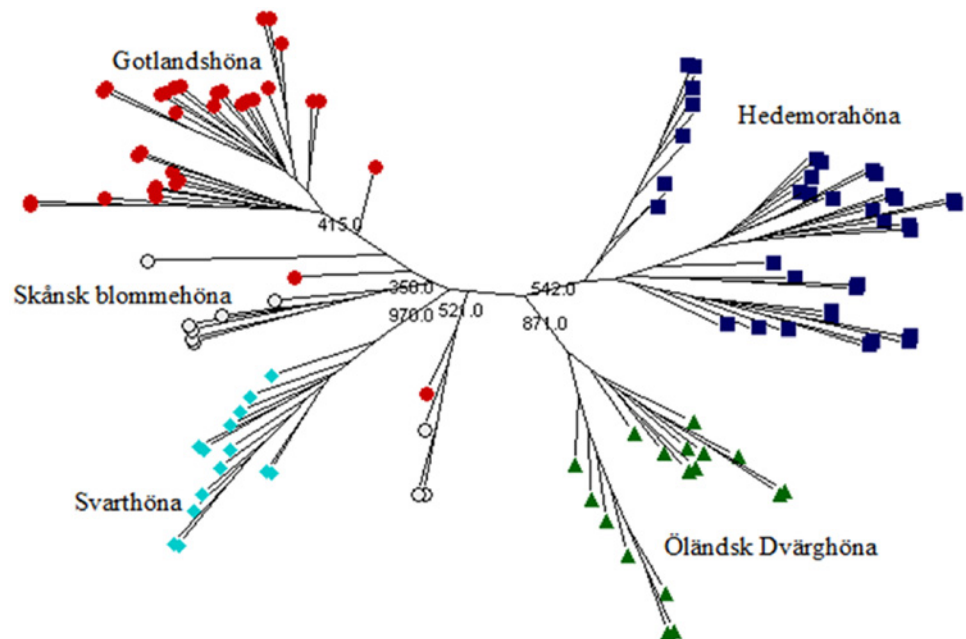 Gotlandshöna
Hedemorahöna
415.0
Skånsk blommehöna
350.0
542.0
970.0
521.0
871.0
Svarthöna
Öländsk Dvärghöna